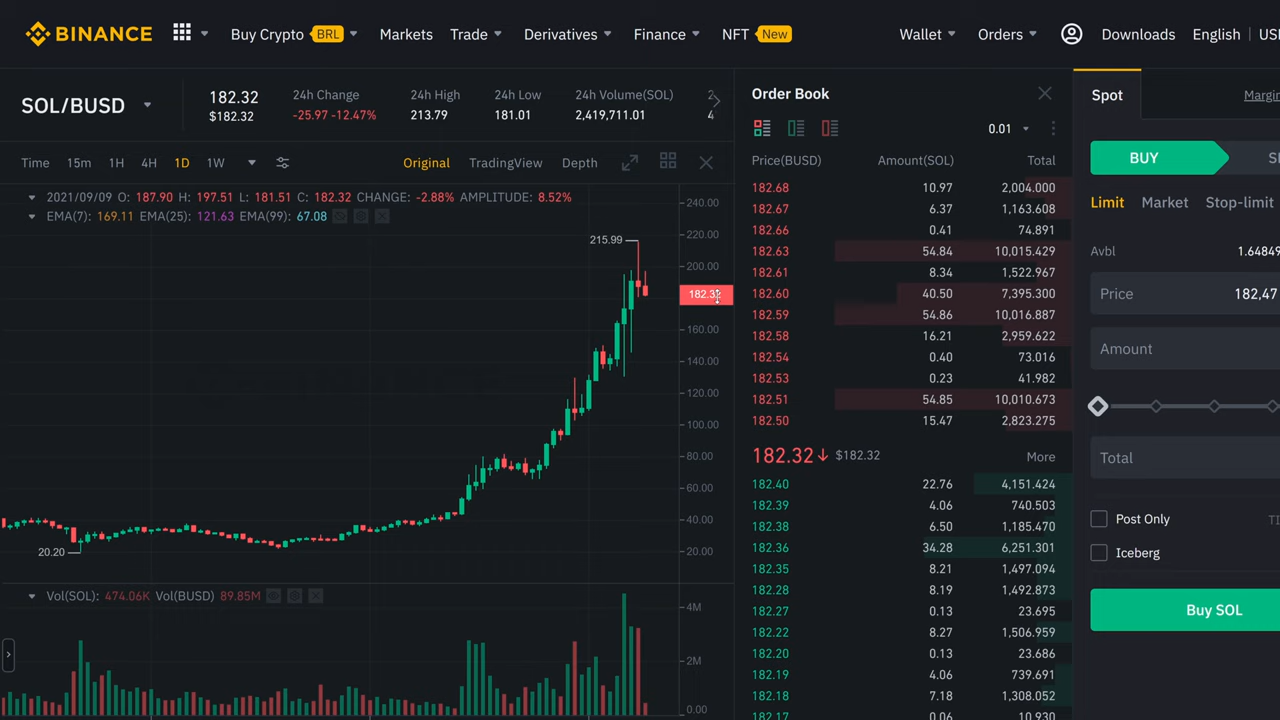 BINANCE Buy Crypto BRL Markets Trade Derivatives Finance NFT New Wallet Orders Downloads English
SOL/BUSD
182.32
$182.32
24h Change
-25.97 -12.47%
24h High
213.79
24h Low
181.01
24h Volume(SOL)
2,419,711.01
Time 15m 1H 4H 1D 1W Original TradingView Depth
2021/09/09 O: 187.90 H: 197.51 L: 181.51 C: 182.32 CHANGE: -2.88% AMPLITUDE: 8.52%
EMA(7): 169.11 EMA(25): 121.63 EMA(99): 67.08
240.00
220.00
215.99
200.00
160.00
140.00
120.00
100.00
80.00
60.00
40.00
20.00
20.20
Vol(SOL): 474.06K Vol(BUSD) 89.85M
4M
2M
0.00
Order Book
0.01
Price(BUSD) Amount(SOL) Total
182.68 10.97 2,004.000
182.67 6.37 1,163.608
182.66 0.41 74.891
182.63 54.84 10,015.429
182.61 8.34 1,522.967
182.60 40.50 7,395.300
182.59 54.86 10,016.887
182.58 16.21 2,959.622
182.54 0.40 73.016
182.53 0.23 41.982
182.51 54.85 10,010.673
182.50 15.47 2,823.275
182.32 $182.32 More
182.40 22.76 4,151.424
182.39 4.06 740.503
182.38 6.50 1,185.470
182.36 34.28 6,251.301
182.35 8.21 1,497.094
182.28 8.19 1,492.873
182.27 0.13 23.695
182.22 8.27 1,506.959
182.20 0.13 23.686
182.19 4.06 739.691
182.18 7.18 1,308.052
182.17 0.06 10.930
Spot
BUY
Limit Market Stop-limit
Avbl 1.64849
Price 182,47
Amount
Total
Post Only
Iceberg
Buy SOL